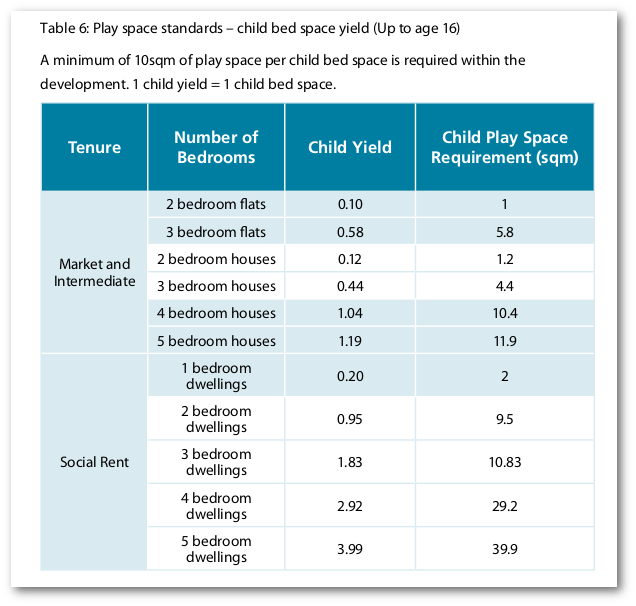 Table 6: Play space standards – child bed space yield (Up to age 16)
A minimum of 10sqm of play space per child bed space is required within the
development. 1 child yield = 1 child bed space.
Tenure
Number of
Bedrooms
Child Yield
Child Play Space
Requirement (sqm)
Market and
Intermediate
2 bedroom flats
0.10
1
3 bedroom flats
0.58
5.8
2 bedroom houses
0.12
1.2
3 bedroom houses
0.44
4.4
4 bedroom houses
1.04
10.4
5 bedroom houses
1.19
11.9
Social Rent
1 bedroom
dwellings
0.20
2
2 bedroom
dwellings
0.95
9.5
3 bedroom
dwellings
1.83
10.83
4 bedroom
dwellings
2.92
29.2
5 bedroom
dwellings
3.99
39.9